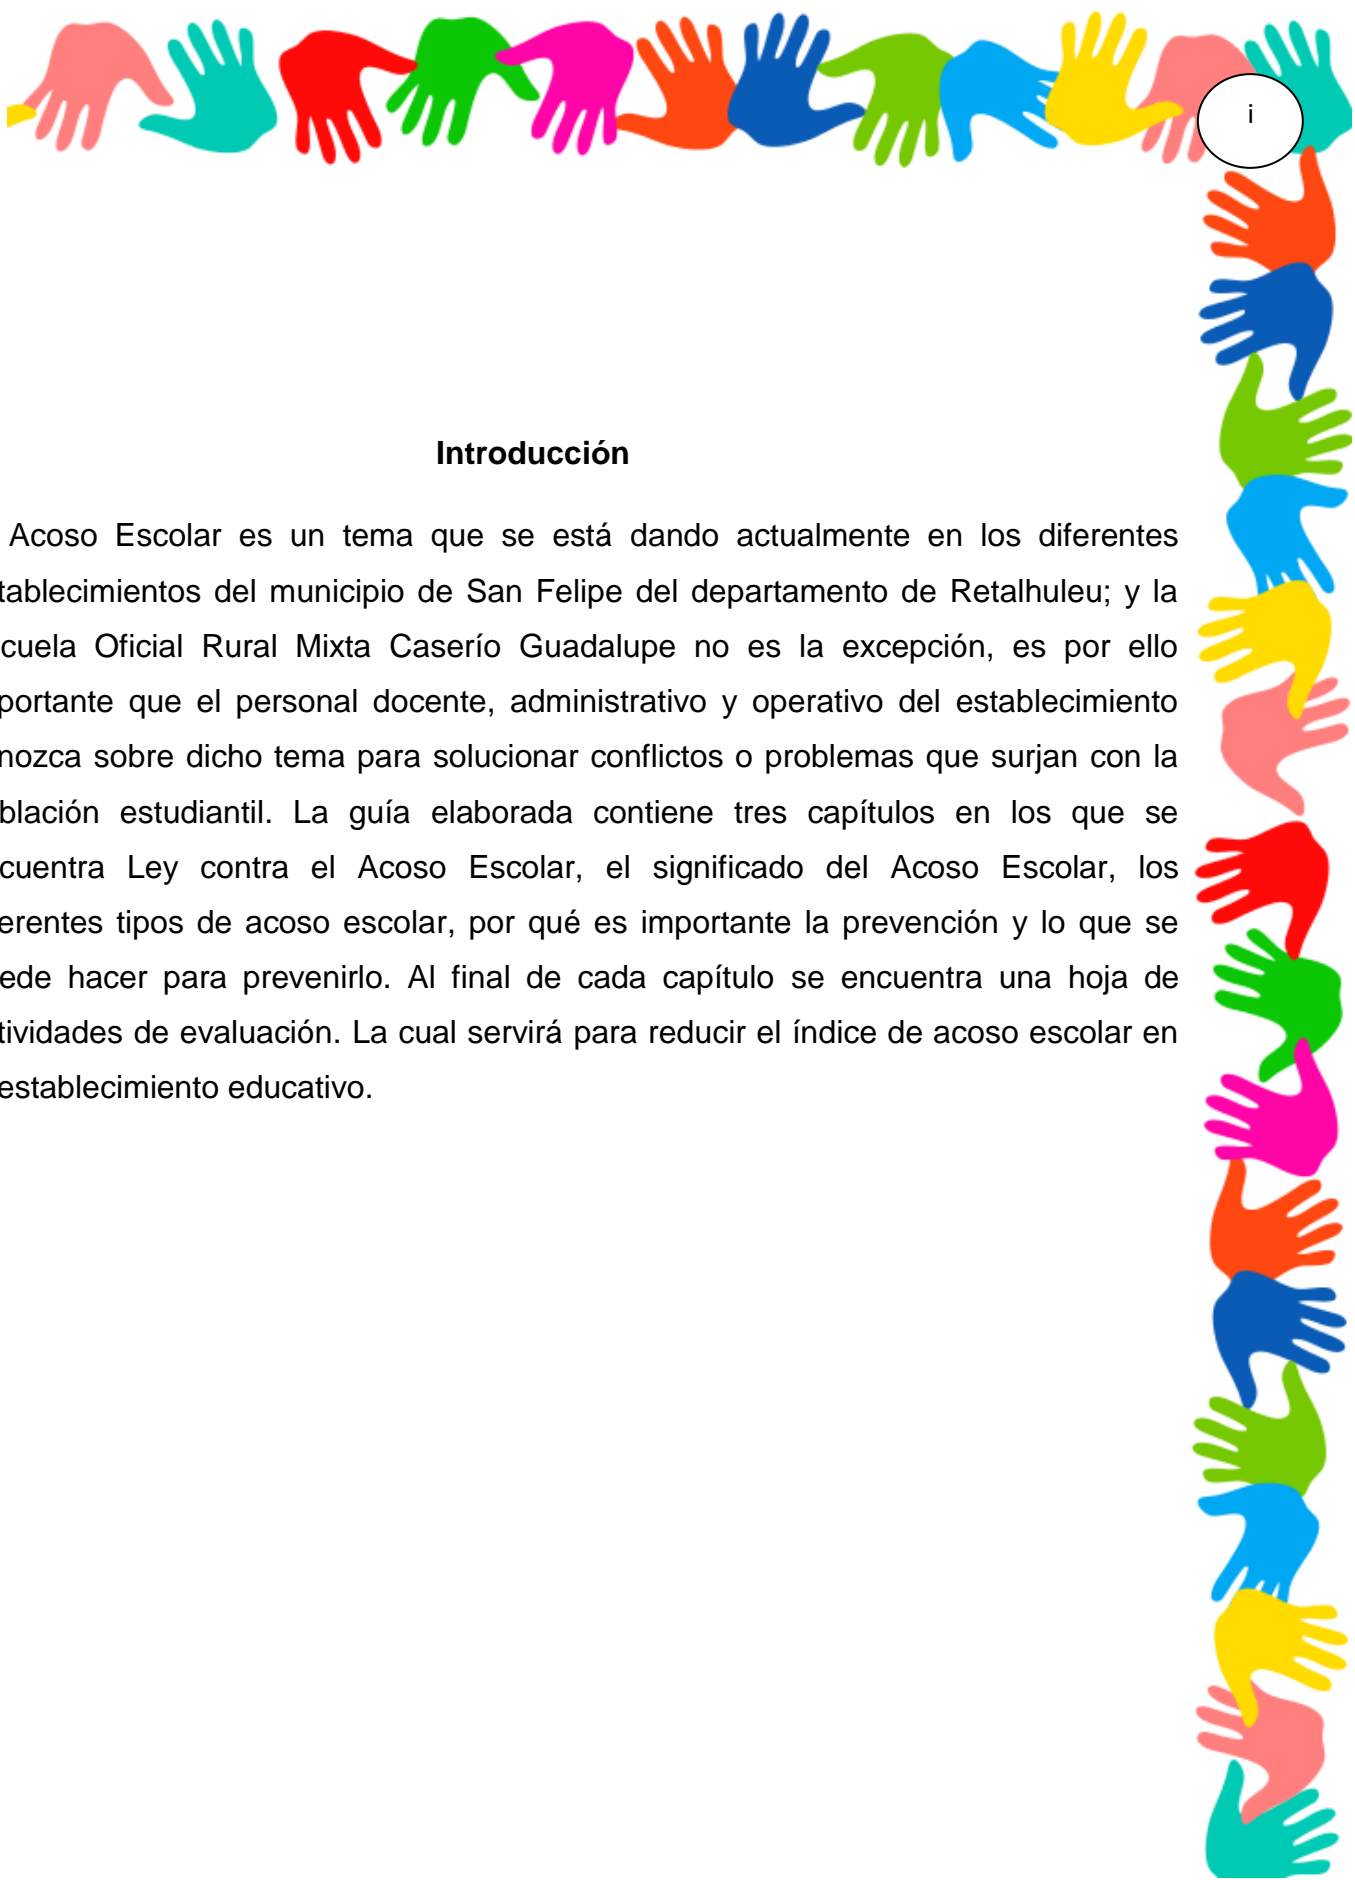 i
Introducción
Acoso Escolar es un tema que se está dando actualmente en los diferentes
tablecimientos del municipio de San Felipe del departamento de Retalhuleu; y la
cuela Oficial Rural Mixta Caserío Guadalupe no es la excepción, es por ello
portante que el personal docente, administrativo y operativo del establecimiento
nozca sobre dicho tema para solucionar conflictos o problemas que surjan con la
blación estudiantil. La guía elaborada contiene tres capítulos en los que se
cuentra Ley contra el Acoso Escolar, el significado del Acoso Escolar, los
erentes tipos de acoso escolar, por qué es importante la prevención y lo que se
ede hacer para prevenirlo. Al final de cada capítulo se encuentra una hoja de
tividades de evaluación. La cual servirá para reducir el índice de acoso escolar en
establecimiento educativo.